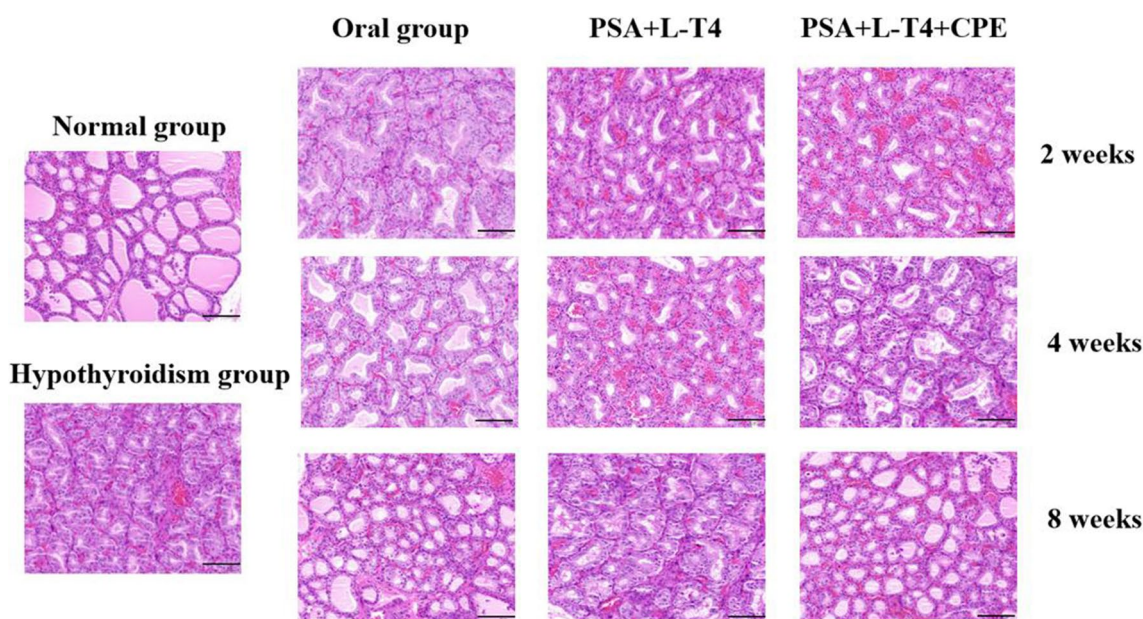 Oral group
PSA+L-T4
PSA+L-T4+CPE
Normal group
2 weeks
4 weeks
Hypothyroidism group
8 weeks